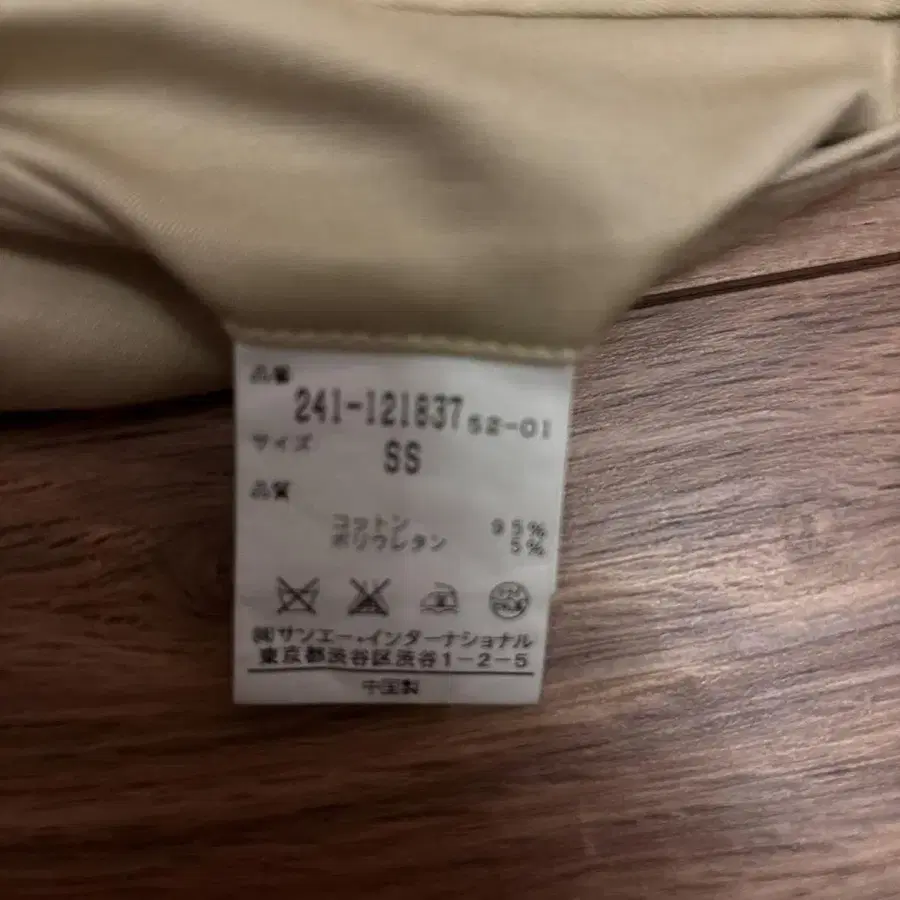 品番
241-121837 52-01
サイズ SS
品質
コットン 95%
ポリウレタン 5%
㈱サンエー・インターナショナル
東京都渋谷区渋谷1-2-5
中国製